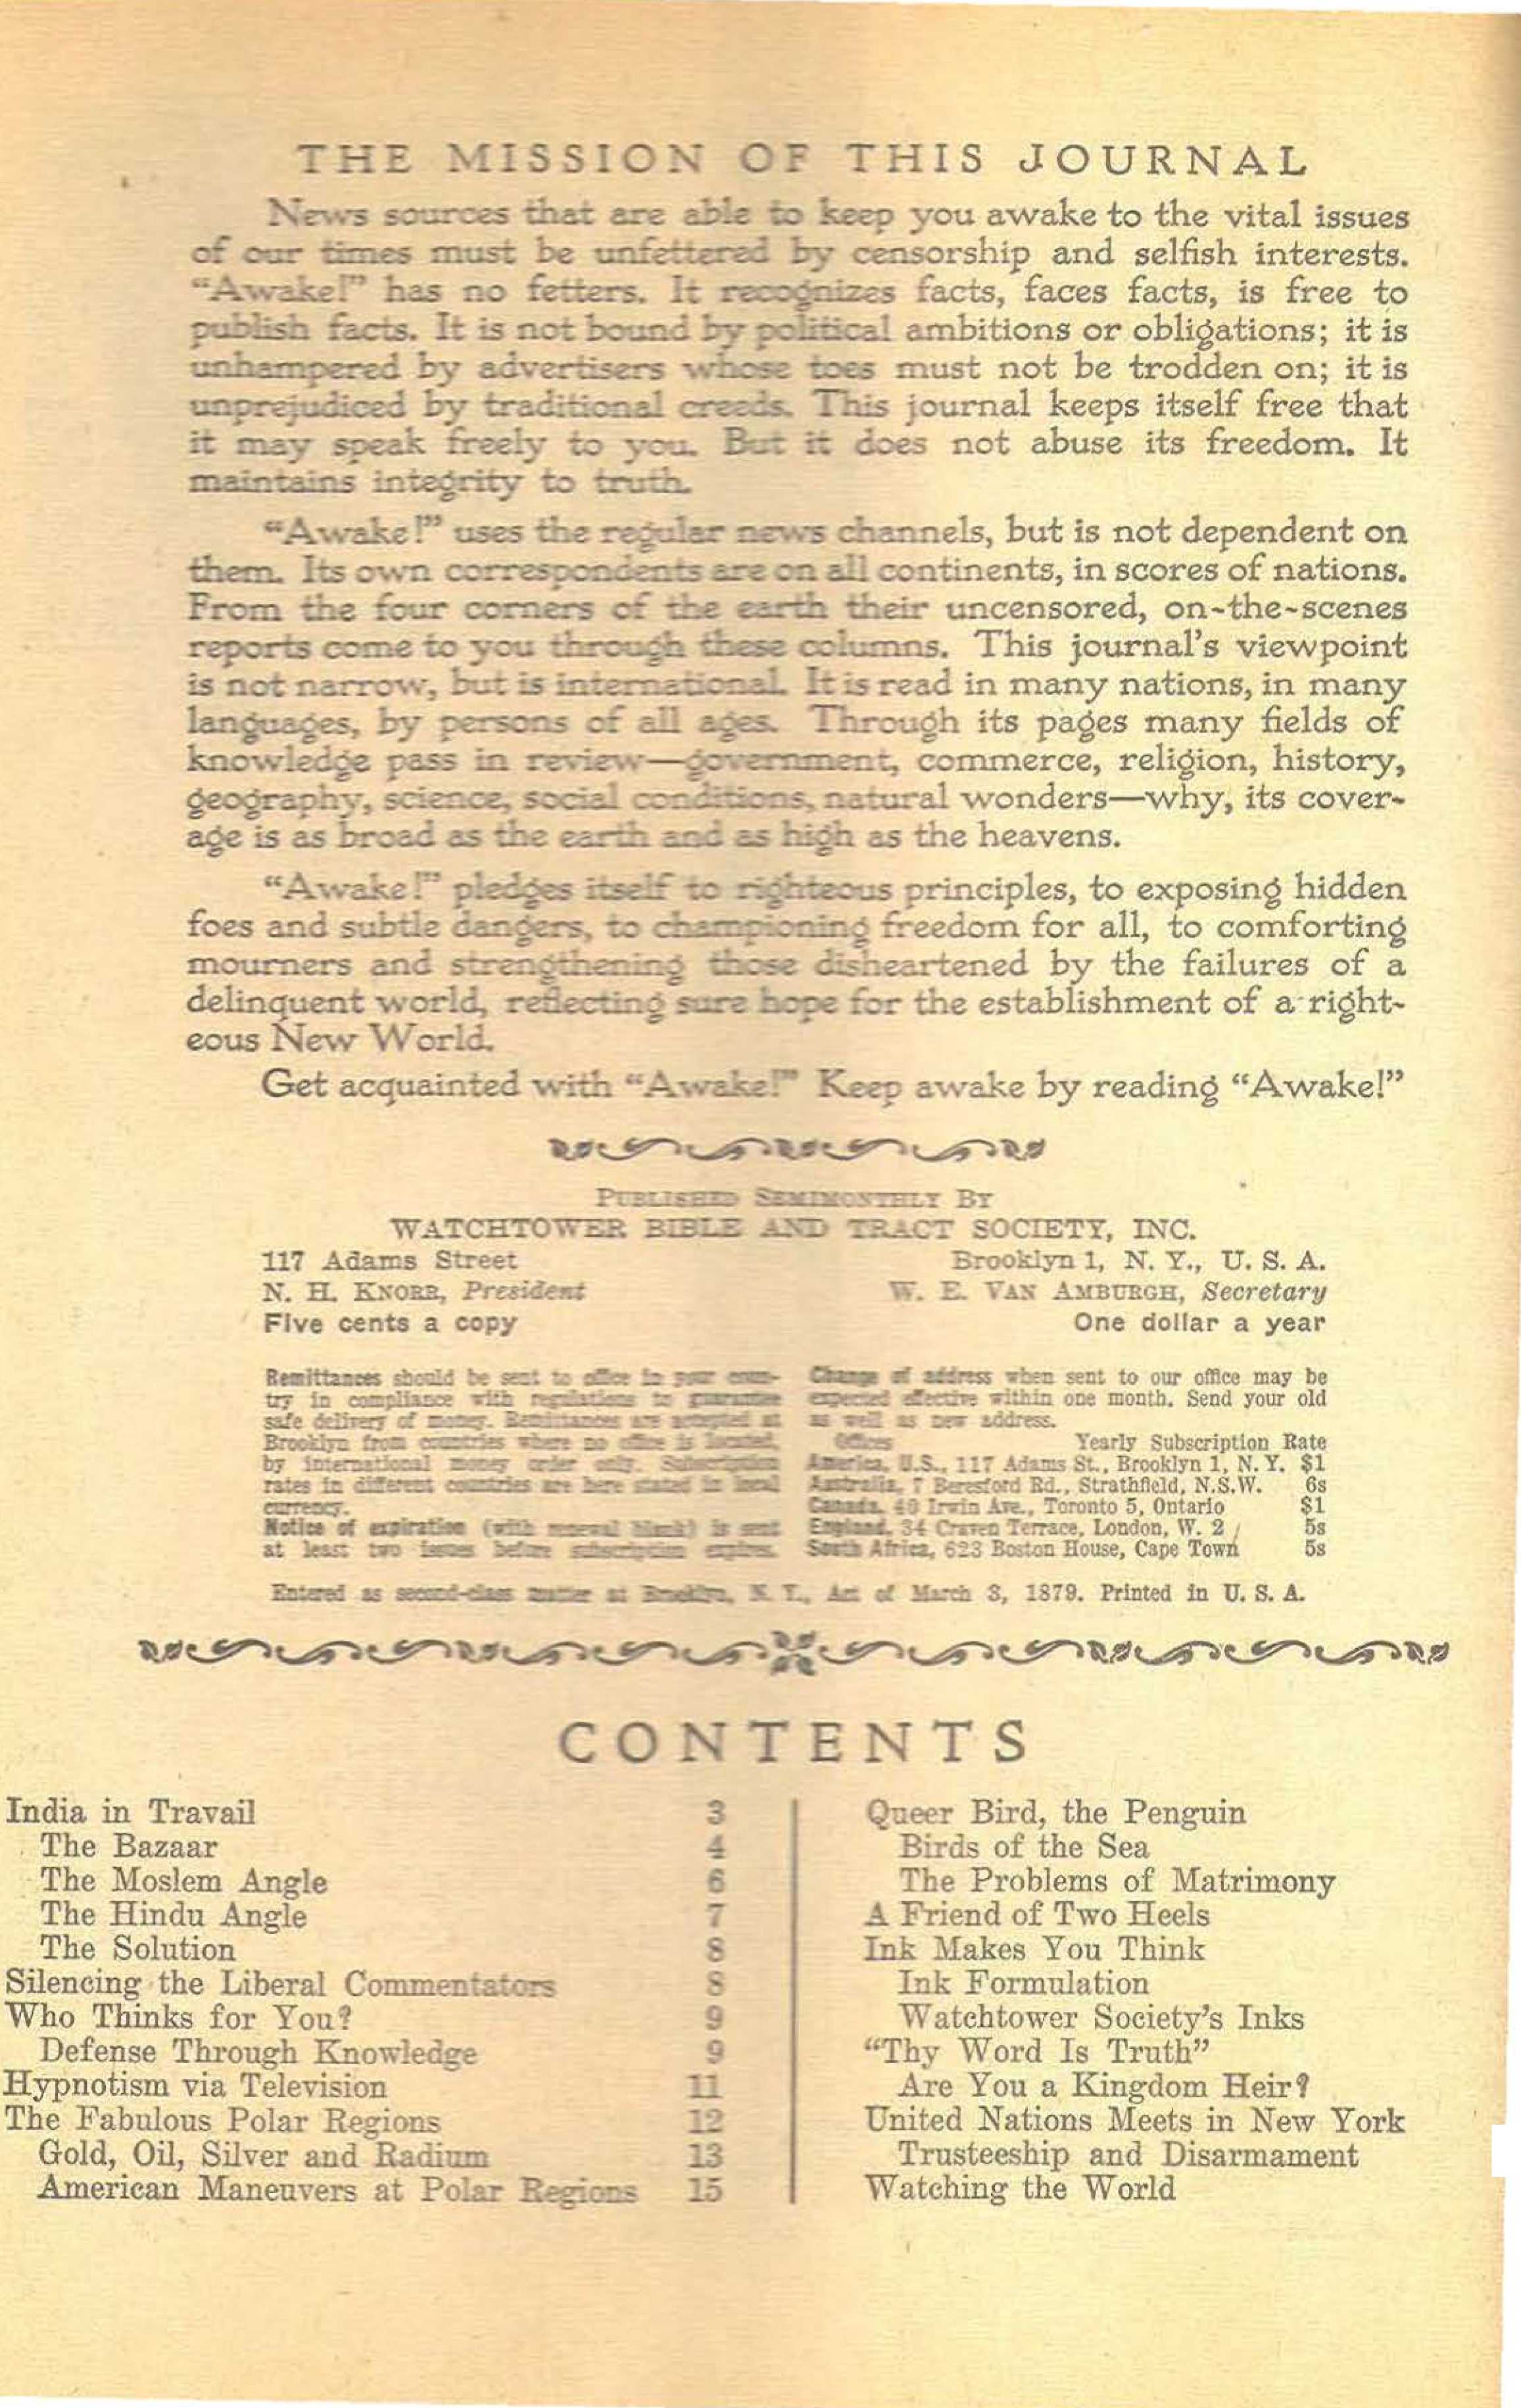 THE MISSION OF THIS JOURNAL
News sources that are able to keep you awake to the vital issues
of our times must be unfettered by censorship and selfish interests.
"Awake!" has no fetters. It recognizes facts, faces facts, is free to
publish facts. It is not bound by political ambitions or obligations; it is
unhampered by advertisers whose toes must not be trodden on; it is
unprejudiced by traditional creeds. This journal keeps itself free that
it may speak freely to you. But it does not abuse its freedom. It
maintains integrity to truth.
"Awake!" uses the regular news channels, but is not dependent on
them. Its own correspondents are on all continents, in scores of nations.
From the four corners of the earth their uncensored, on-the-scenes
reports come to you through these columns. This journal's viewpoint
is not narrow, but is international. It is read in many nations, in many
languages, by persons of all ages. Through its pages many fields of
knowledge pass in review—government, commerce, religion, history,
geography, science, social conditions, natural wonders—why, its cover-
age is as broad as the earth and as high as the heavens.
"Awake!" pledges itself to righteous principles, to exposing hidden
foes and subtle dangers, to championing freedom for all, to comforting
mourners and strengthening those disheartened by the failures of a
delinquent world, reflecting sure hope for the establishment of a right-
eous New World.
Get acquainted with "Awake!" Keep awake by reading "Awake!"
PUBLISHED SEMIMONTHLY BY
WATCHTOWER BIBLE AND TRACT SOCIETY, INC.
117 Adams Street Brooklyn 1, N. Y., U. S. A.
N. H. KNORR, President W. E. VAN AMBURGH, Secretary
Five cents a copy One dollar a year
Remittances should be sent to office in your coun-
try in compliance with regulations to guarantee
safe delivery of money. Remittances are accepted at
Brooklyn from countries where no office is located,
by international money order only. Subscription
rates in different countries are here stated in local
currency.
Notice of expiration (with renewal blank) is sent
at least two issues before subscription expires.
Change of address when sent to our office may be
expected effective within one month. Send your old
as well as new address.
Offices Yearly Subscription Rate
America, U.S., 117 Adams St., Brooklyn 1, N. Y. $1
Australia, 7 Beresford Rd., Strathfield, N.S.W. 6s
Canada, 40 Irwin Ave., Toronto 5, Ontario $1
England, 34 Craven Terrace, London, W. 2 5s
South Africa, 623 Boston House, Cape Town 5s
Entered as second-class matter at Brooklyn, N. Y., Act of March 3, 1879. Printed in U. S. A.
CONTENTS
India in Travail 3
The Bazaar 4
The Moslem Angle 6
The Hindu Angle 7
The Solution 8
Silencing the Liberal Commentators 8
Who Thinks for You? 9
Defense Through Knowledge 9
Hypnotism via Television 11
The Fabulous Polar Regions 12
Gold, Oil, Silver and Radium 13
American Maneuvers at Polar Regions 15
Queer Bird, the Penguin
Birds of the Sea
The Problems of Matrimony
A Friend of Two Heels
Ink Makes You Think
Ink Formulation
Watchtower Society's Inks
"Thy Word Is Truth"
Are You a Kingdom Heir?
United Nations Meets in New York
Trusteeship and Disarmament
Watching the World